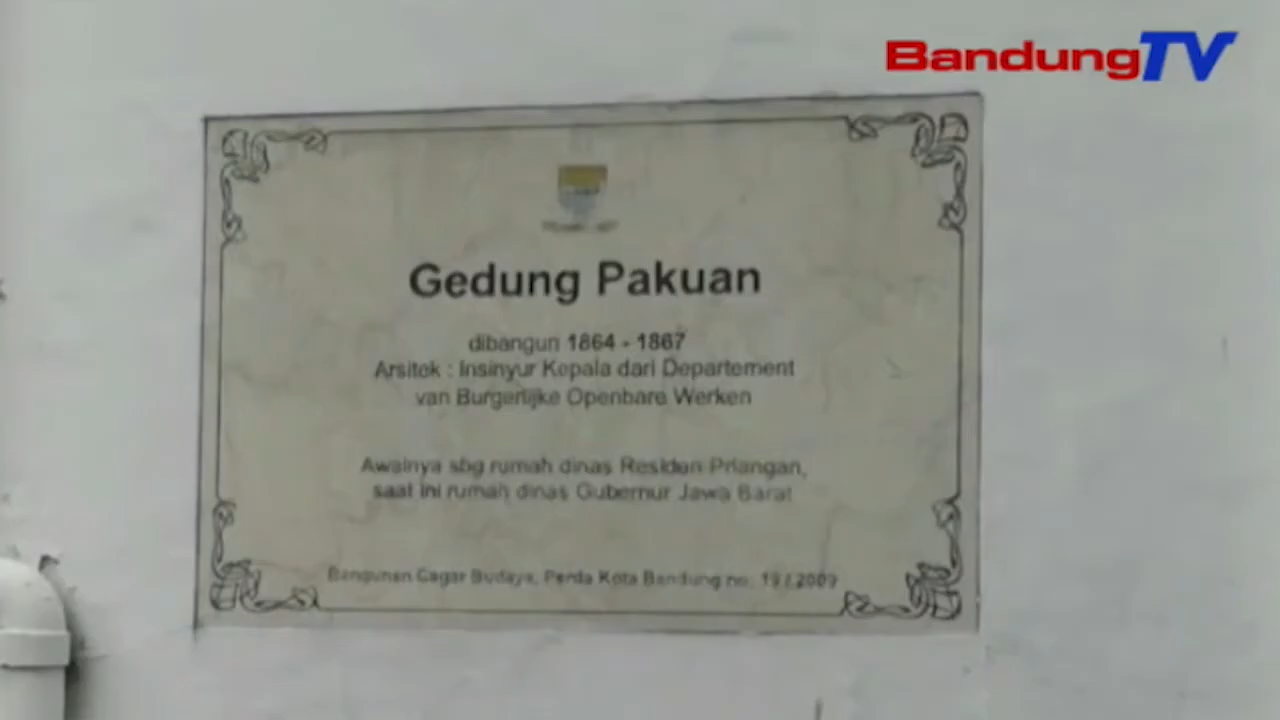 BandungTV
Gedung Pakuan
dibangun 1864 - 1867
Arsitek : Insinyur Kepala dari Departement
van Burgerlijke Openbare Werken
Awalnya sbg rumah dinas Residen Priangan,
saat ini rumah dinas Gubernur Jawa Barat
Bangunan Cagar Budaya, Perda Kota Bandung no. 19 / 2009